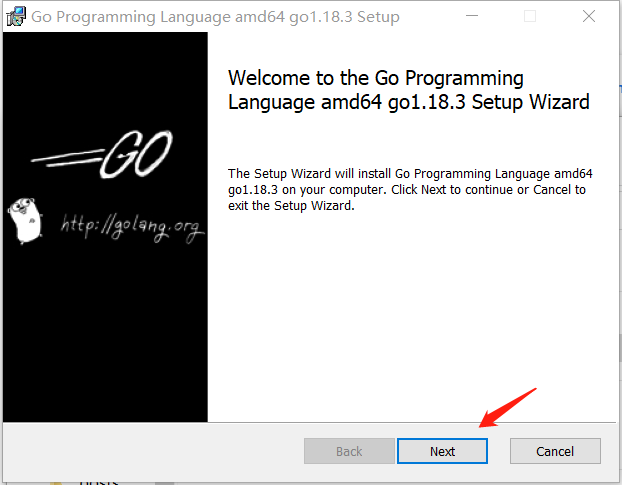 Go Programming Language amd64 go1.18.3 Setup
Welcome to the Go Programming
Language amd64 go1.18.3 Setup Wizard
GO
http://golang.org
The Setup Wizard will install Go Programming Language amd64
go1.18.3 on your computer. Click Next to continue or Cancel to
exit the Setup Wizard.
Back
Next
Cancel